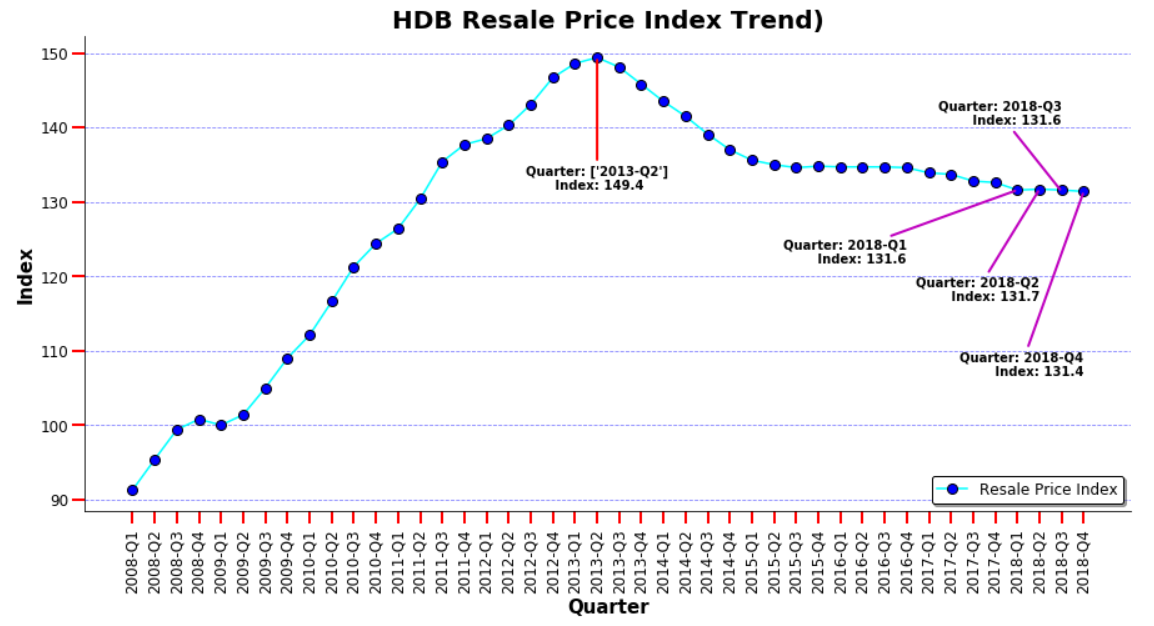 HDB Resale Price Index Trend)
Index
150
140
130
120
110
100
90
Quarter: ['2013-Q2']
Index: 149.4
Quarter: 2018-Q3
Index: 131.6
Quarter: 2018-Q1
Index: 131.6
Quarter: 2018-Q2
Index: 131.7
Quarter: 2018-Q4
Index: 131.4
Resale Price Index
2008-Q1
2008-Q2
2008-Q3
2008-Q4
2009-Q1
2009-Q2
2009-Q3
2009-Q4
2010-Q1
2010-Q2
2010-Q3
2010-Q4
2011-Q1
2011-Q2
2011-Q3
2011-Q4
2012-Q1
2012-Q2
2012-Q3
2012-Q4
2013-Q1
2013-Q2
2013-Q3
2013-Q4
2014-Q1
2014-Q2
2014-Q3
2014-Q4
2015-Q1
2015-Q2
2015-Q3
2015-Q4
2016-Q1
2016-Q2
2016-Q3
2016-Q4
2017-Q1
2017-Q2
2017-Q3
2017-Q4
2018-Q1
2018-Q2
2018-Q3
2018-Q4
Quarter